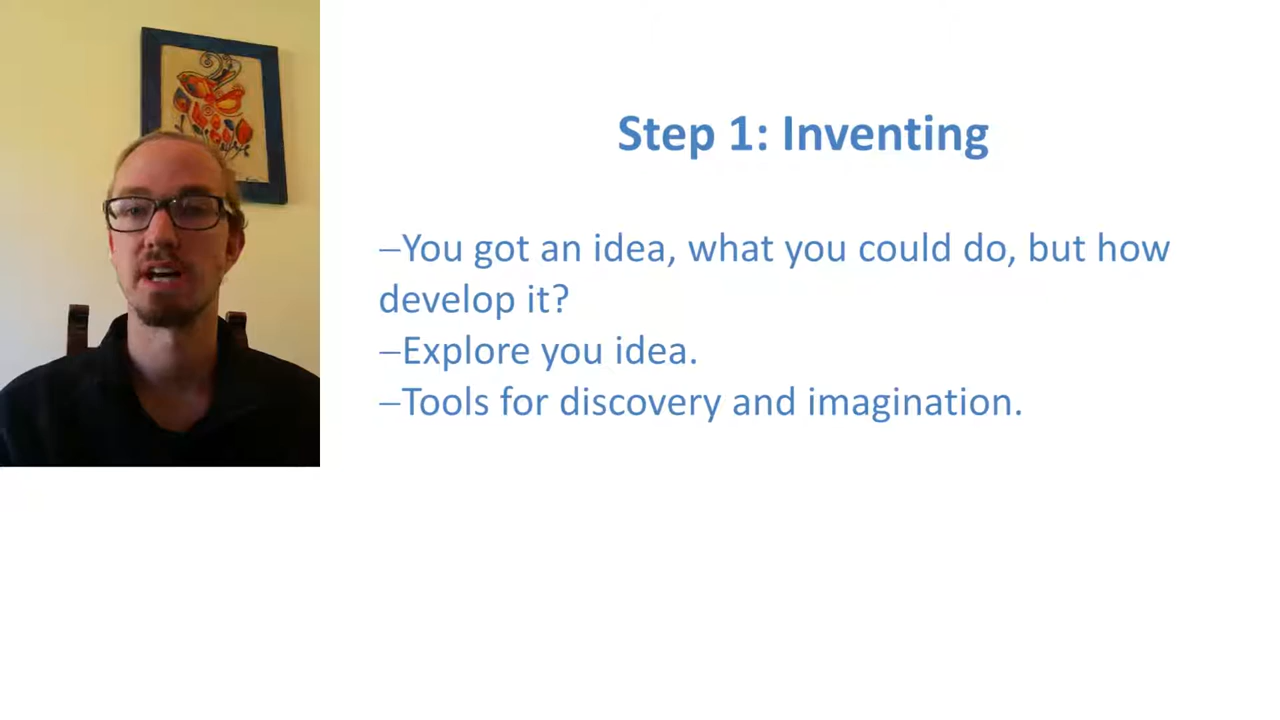 Step 1: Inventing
–You got an idea, what you could do, but how
develop it?
–Explore you idea.
–Tools for discovery and imagination.